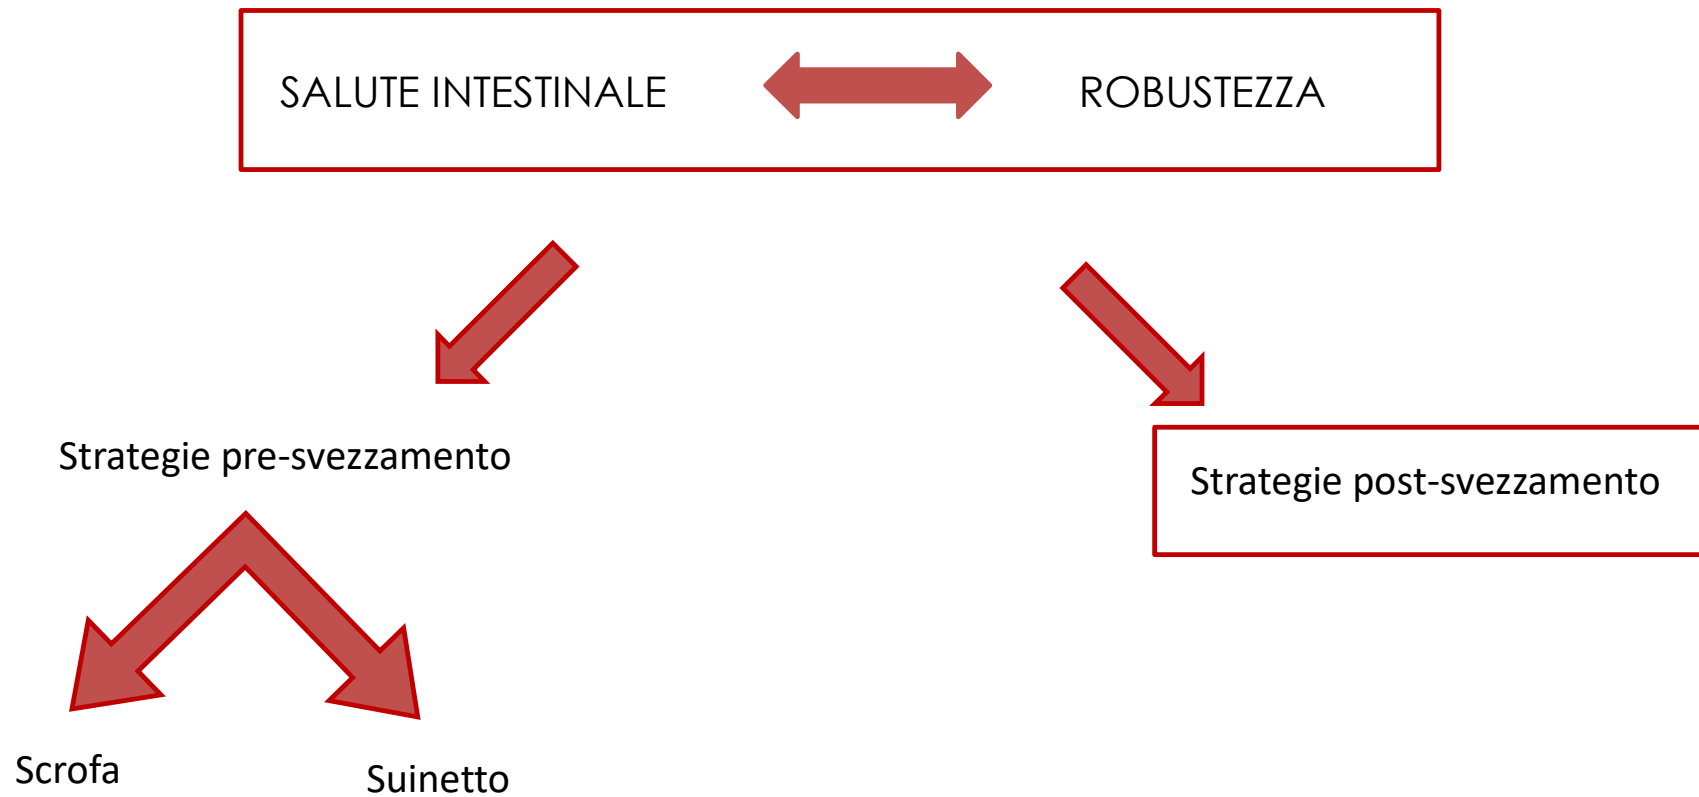 SALUTE INTESTINALE
ROBUSTEZZA
Strategie pre-svezzamento
Strategie post-svezzamento
Scrofa
Suinetto